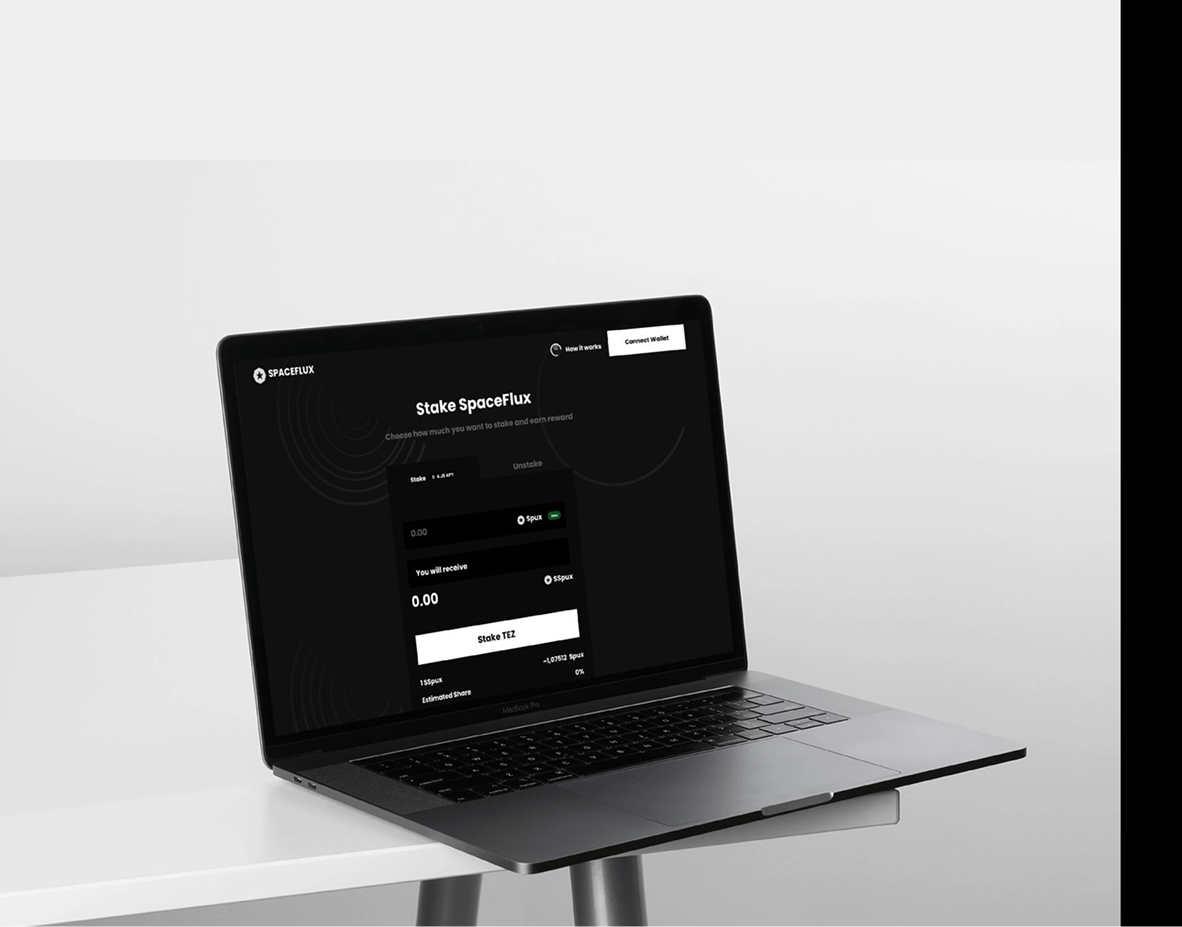 SPACEFLUX
How it works
Connect Wallet
Stake SpaceFlux
Choose how much you want to stake and earn reward
Stake
Unstake
0.00
Spux
You will receive
SSpux
0.00
Stake TEZ
1 SSpux
~1,07512 Spux
Estimated Share
0%
MacBook Pro